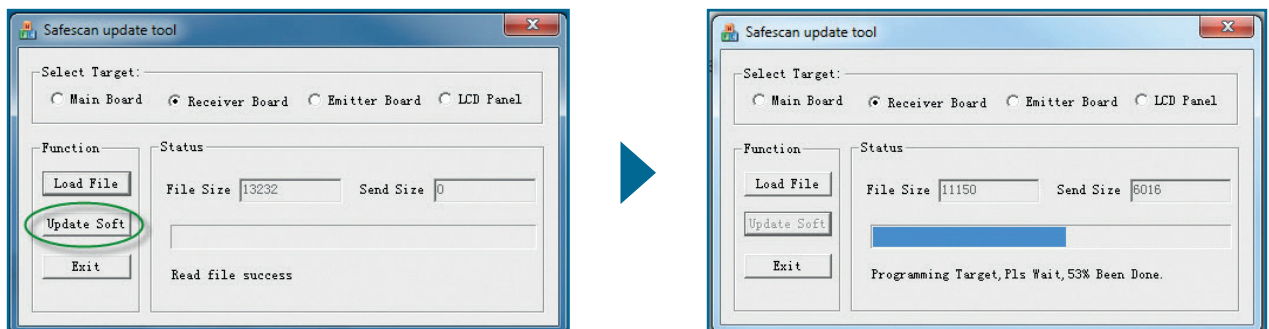 Safescan update tool
Select Target:
Main Board Receiver Board Emitter Board LCD Panel
Function
Status
Load File
File Size 13232 Send Size 0
Update Soft
Exit
Read file success
Safescan update tool
Select Target:
Main Board Receiver Board Emitter Board LCD Panel
Function
Status
Load File
File Size 11150 Send Size 6016
Update Soft
Exit
Programming Target,Pls Wait,53% Been Done.